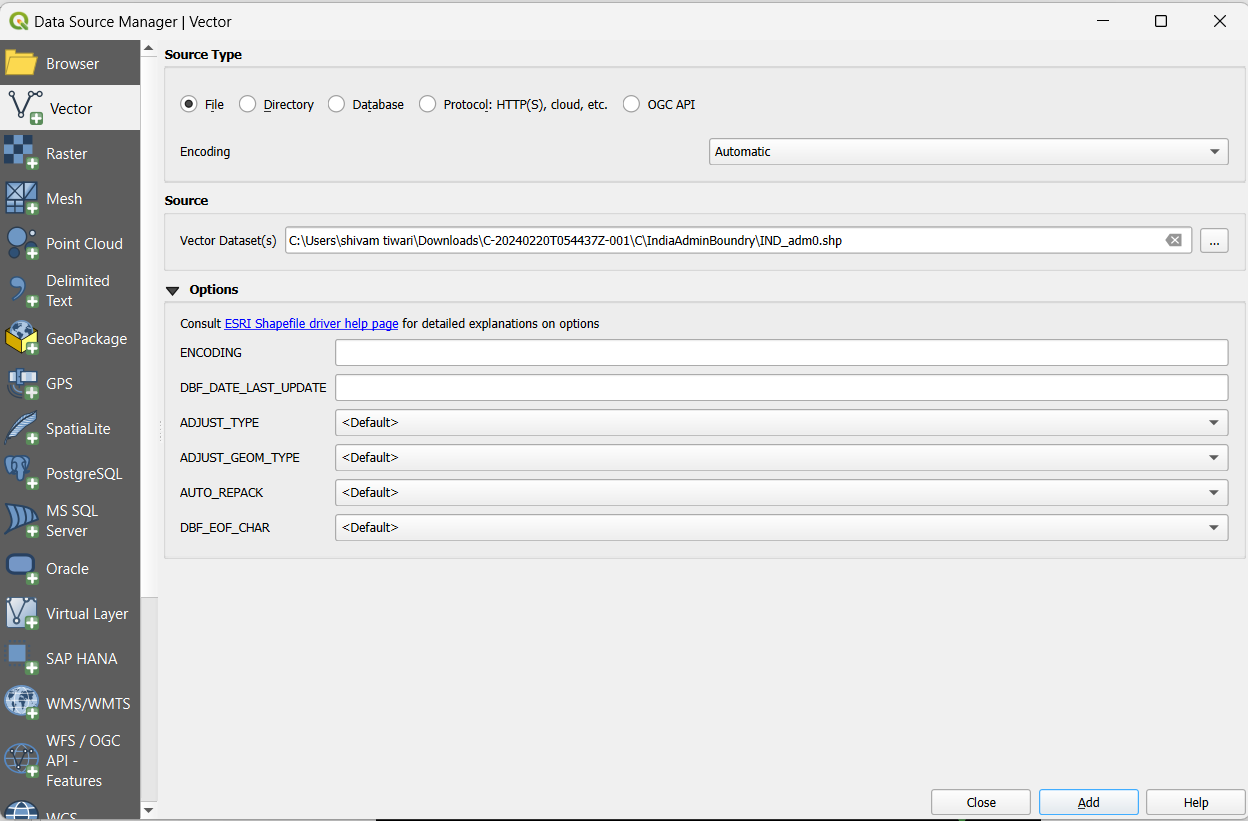 Data Source Manager | Vector
Browser
Vector
Raster
Mesh
Point Cloud
Delimited
Text
GeoPackage
GPS
SpatiaLite
PostgreSQL
MS SQL
Server
Oracle
Virtual Layer
SAP HANA
WMS/WMTS
WFS / OGC
API -
Features
WCS
Source Type
File Directory Database Protocol: HTTP(S), cloud, etc. OGC API
Encoding Automatic
Source
Vector Dataset(s) C:\Users\shivam tiwari\Downloads\C-20240220T054437Z-001\C\IndiaAdminBoundry\IND_adm0.shp ...
Options
Consult ESRI Shapefile driver help page for detailed explanations on options
ENCODING
DBF_DATE_LAST_UPDATE
ADJUST_TYPE <Default>
ADJUST_GEOM_TYPE <Default>
AUTO_REPACK <Default>
DBF_EOF_CHAR <Default>
Close Add Help